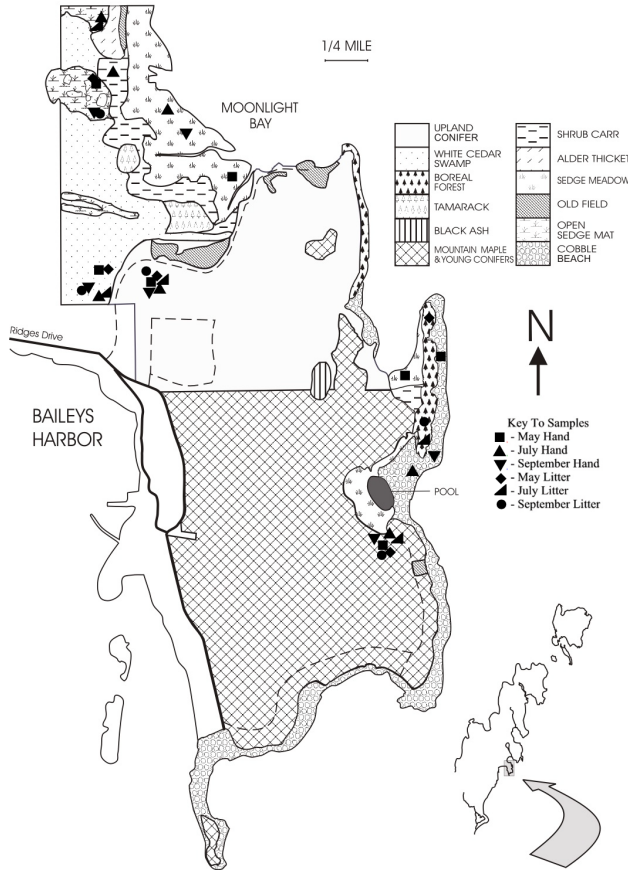 1/4 MILE
MOONLIGHT
BAY
UPLAND
CONIFER
WHITE CEDAR
SWAMP
BOREAL
FOREST
TAMARACK
BLACK ASH
MOUNTAIN MAPLE
& YOUNG CONIFERS
SHRUB CARR
ALDER THICKET
SEDGE MEADOW
OLD FIELD
OPEN
SEDGE MAT
COBBLE
BEACH
N
Ridges Drive
BAILEYS
HARBOR
Key To Samples
- May Hand
- July Hand
- September Hand
- May Litter
- July Litter
- September Litter
POOL